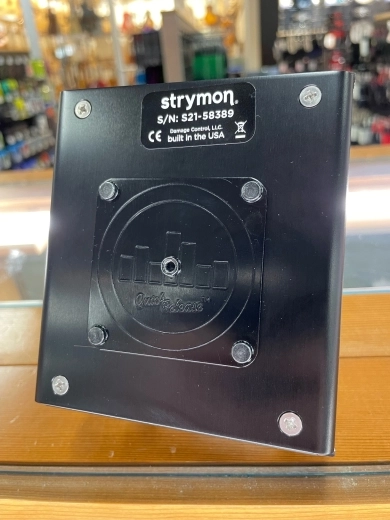 strymon.
S/N: S21-58389
Damage Control, LLC.
CE built in the USA